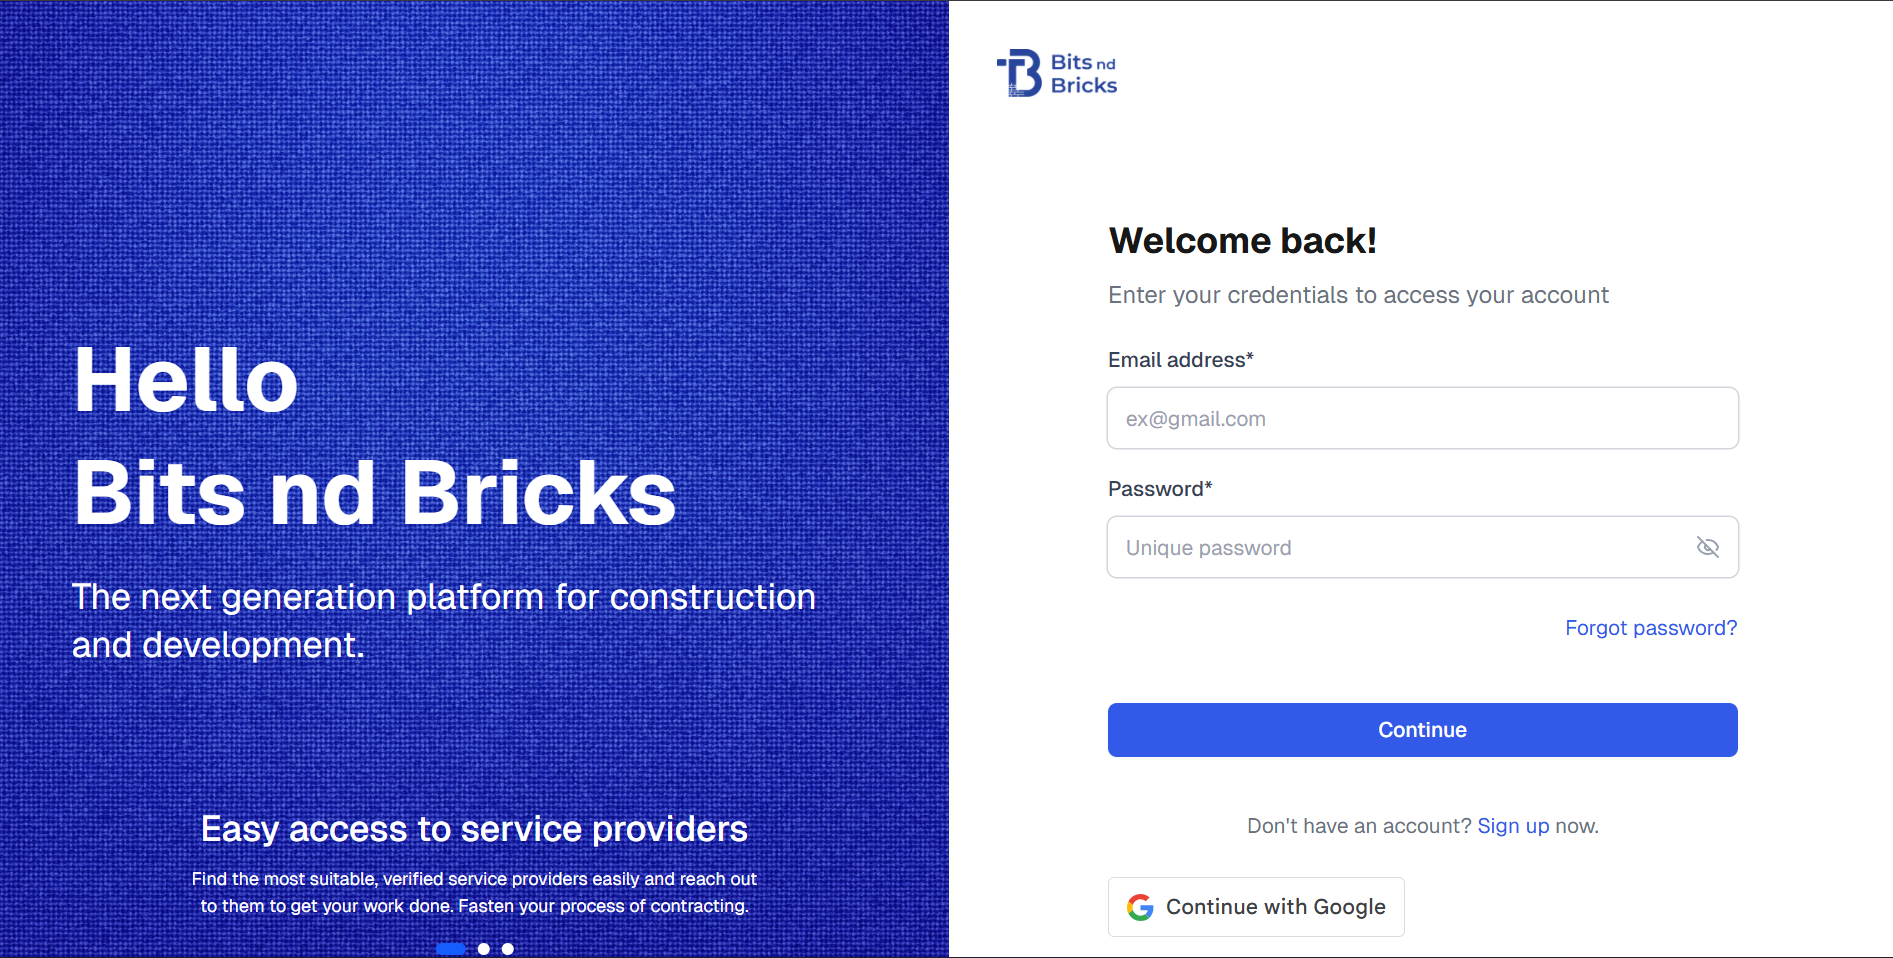 Hello
Bits nd Bricks
The next generation platform for construction
and development.
Easy access to service providers
Find the most suitable, verified service providers easily and reach out
to them to get your work done. Fasten your process of contracting.
Bits nd
Bricks
Welcome back!
Enter your credentials to access your account
Email address*
ex@gmail.com
Password*
Unique password
Forgot password?
Continue
Don't have an account? Sign up now.
Continue with Google